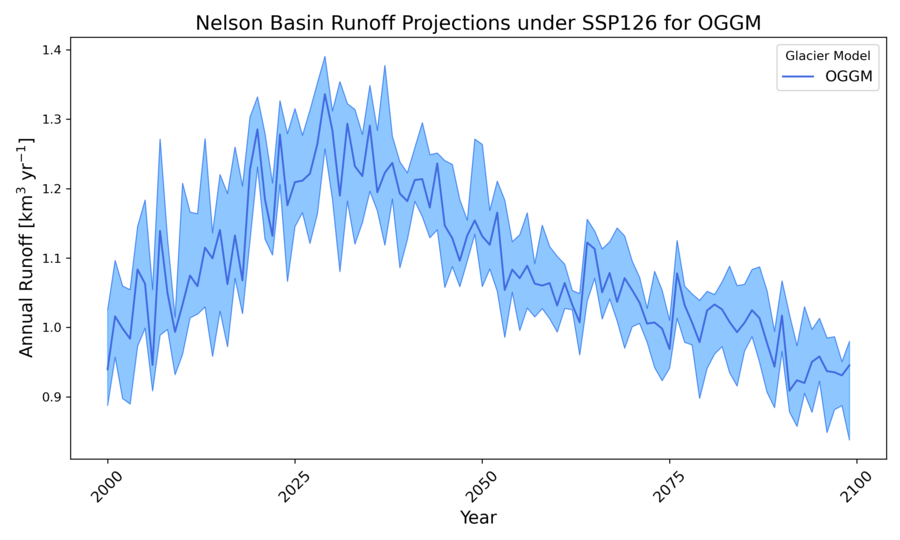 Nelson Basin Runoff Projections under SSP126 for OGGM
Glacier Model
OGGM
Annual Runoff [km³ yr⁻¹]
1.4
1.3
1.2
1.1
1.0
0.9
2000
2025
2050
2075
2100
Year